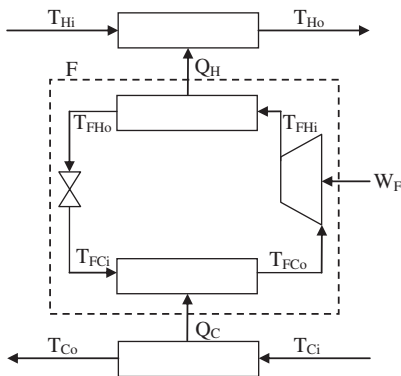 T_Hi T_Ho
Q_H
F
T_FHo T_FHi
W_F
T_FCi T_FCo
Q_C
T_Co T_Ci